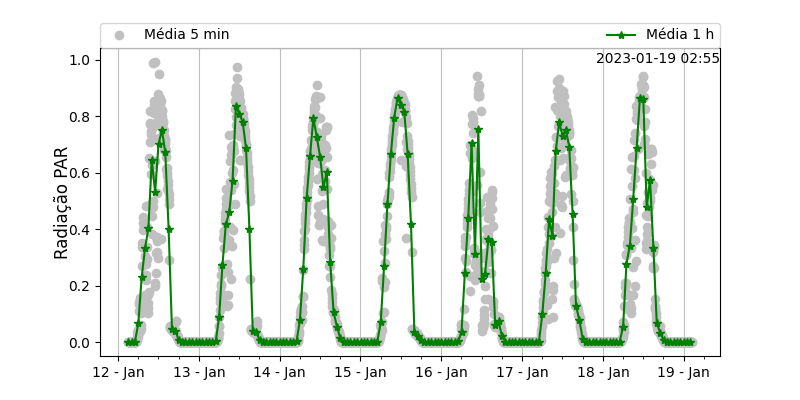 Média 5 min
Média 1 h
2023-01-19 02:55
Radiação PAR
1.0
0.8
0.6
0.4
0.2
0.0
12 - Jan
13 - Jan
14 - Jan
15 - Jan
16 - Jan
17 - Jan
18 - Jan
19 - Jan